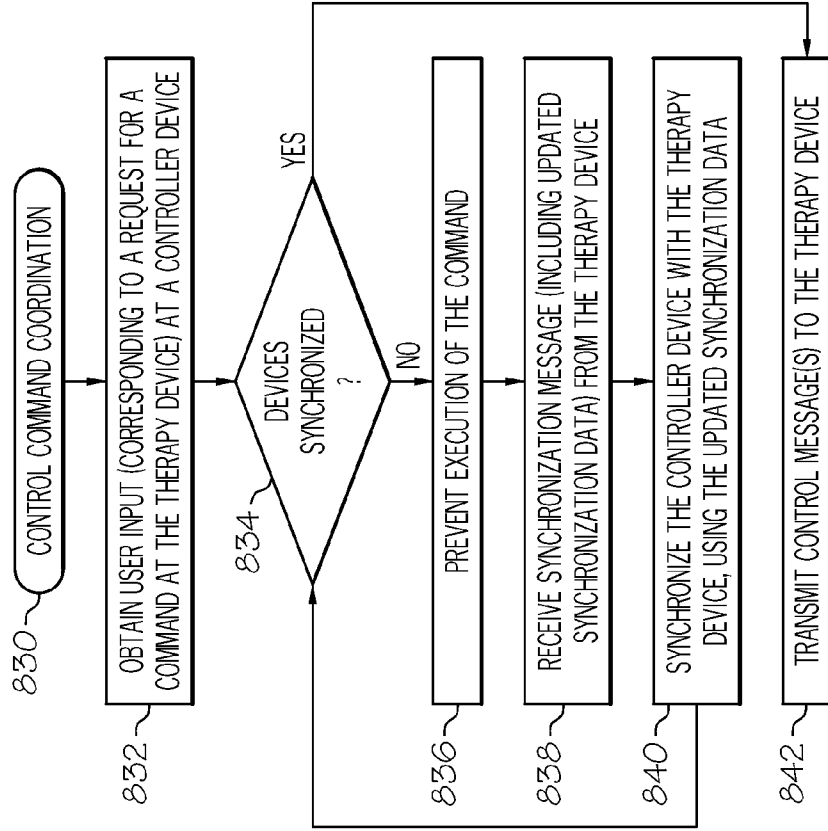 830
CONTROL COMMAND COORDINATION
832
OBTAIN USER INPUT (CORRESPONDING TO A REQUEST FOR A
COMMAND AT THE THERAPY DEVICE) AT A CONTROLLER DEVICE
834
DEVICES
SYNCHRONIZED
?
YES
NO
836
PREVENT EXECUTION OF THE COMMAND
838
RECEIVE SYNCHRONIZATION MESSAGE (INCLUDING UPDATED
SYNCHRONIZATION DATA) FROM THE THERAPY DEVICE
840
SYNCHRONIZE THE CONTROLLER DEVICE WITH THE THERAPY
DEVICE, USING THE UPDATED SYNCHRONIZATION DATA
842
TRANSMIT CONTROL MESSAGE(S) TO THE THERAPY DEVICE